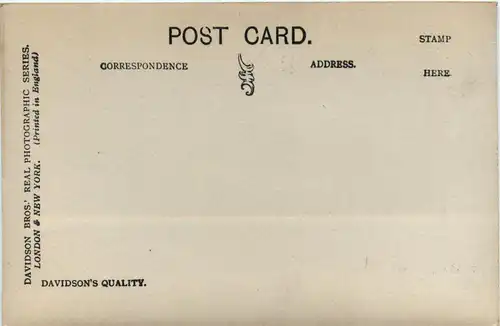 POST CARD.
STAMP
CORRESPONDENCE
ADDRESS.
HERE.
DAVIDSON BROS.' REAL PHOTOGRAPHIC SERIES.
LONDON & NEW YORK. (Printed in England)
DAVIDSON'S QUALITY.